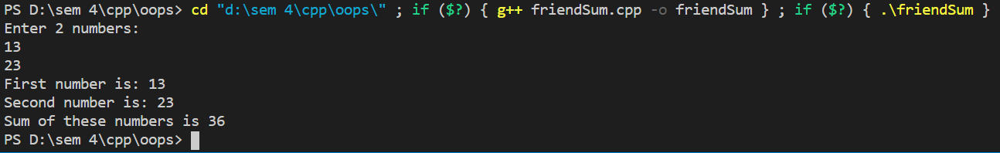 PS D:\sem 4\cpp\oops> cd "d:\sem 4\cpp\oops\" ; if ($?) { g++ friendSum.cpp -o friendSum } ; if ($?) { .\friendSum }
Enter 2 numbers:
13
23
First number is: 13
Second number is: 23
Sum of these numbers is 36
PS D:\sem 4\cpp\oops>